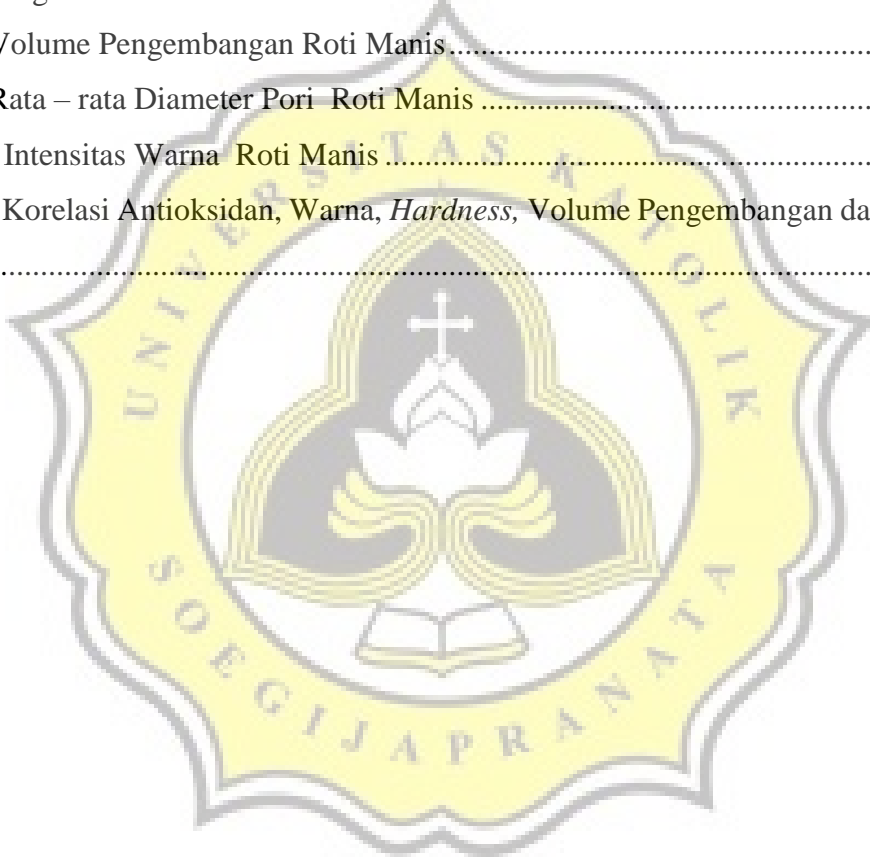 Volume Pengembangan Roti Manis........................................................
Rata – rata Diameter Pori Roti Manis ....................................................
Intensitas Warna Roti Manis ................................................................
Korelasi Antioksidan, Warna, Hardness, Volume Pengembangan da
................................................................................................................
UNIVERSITAS KATOLIK
SOEGIJAPRANATA